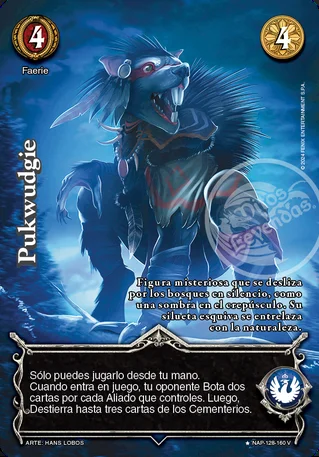 4
4
Faerie
© 2024 FENIX ENTERTAINMENT S.P.A.
Pukwudgie
Figura misteriosa que se desliza
por los bosques en silencio, como
una sombra en el crepúsculo. Su
silueta esquiva se entrelaza
con la naturaleza.
Sólo puedes jugarlo desde tu mano.
Cuando entra en juego, tu oponente Bota dos
cartas por cada Aliado que controles. Luego,
Destierra hasta tres cartas de los Cementerios.
ARTE: HANS LOBOS
NAP-128-160 V